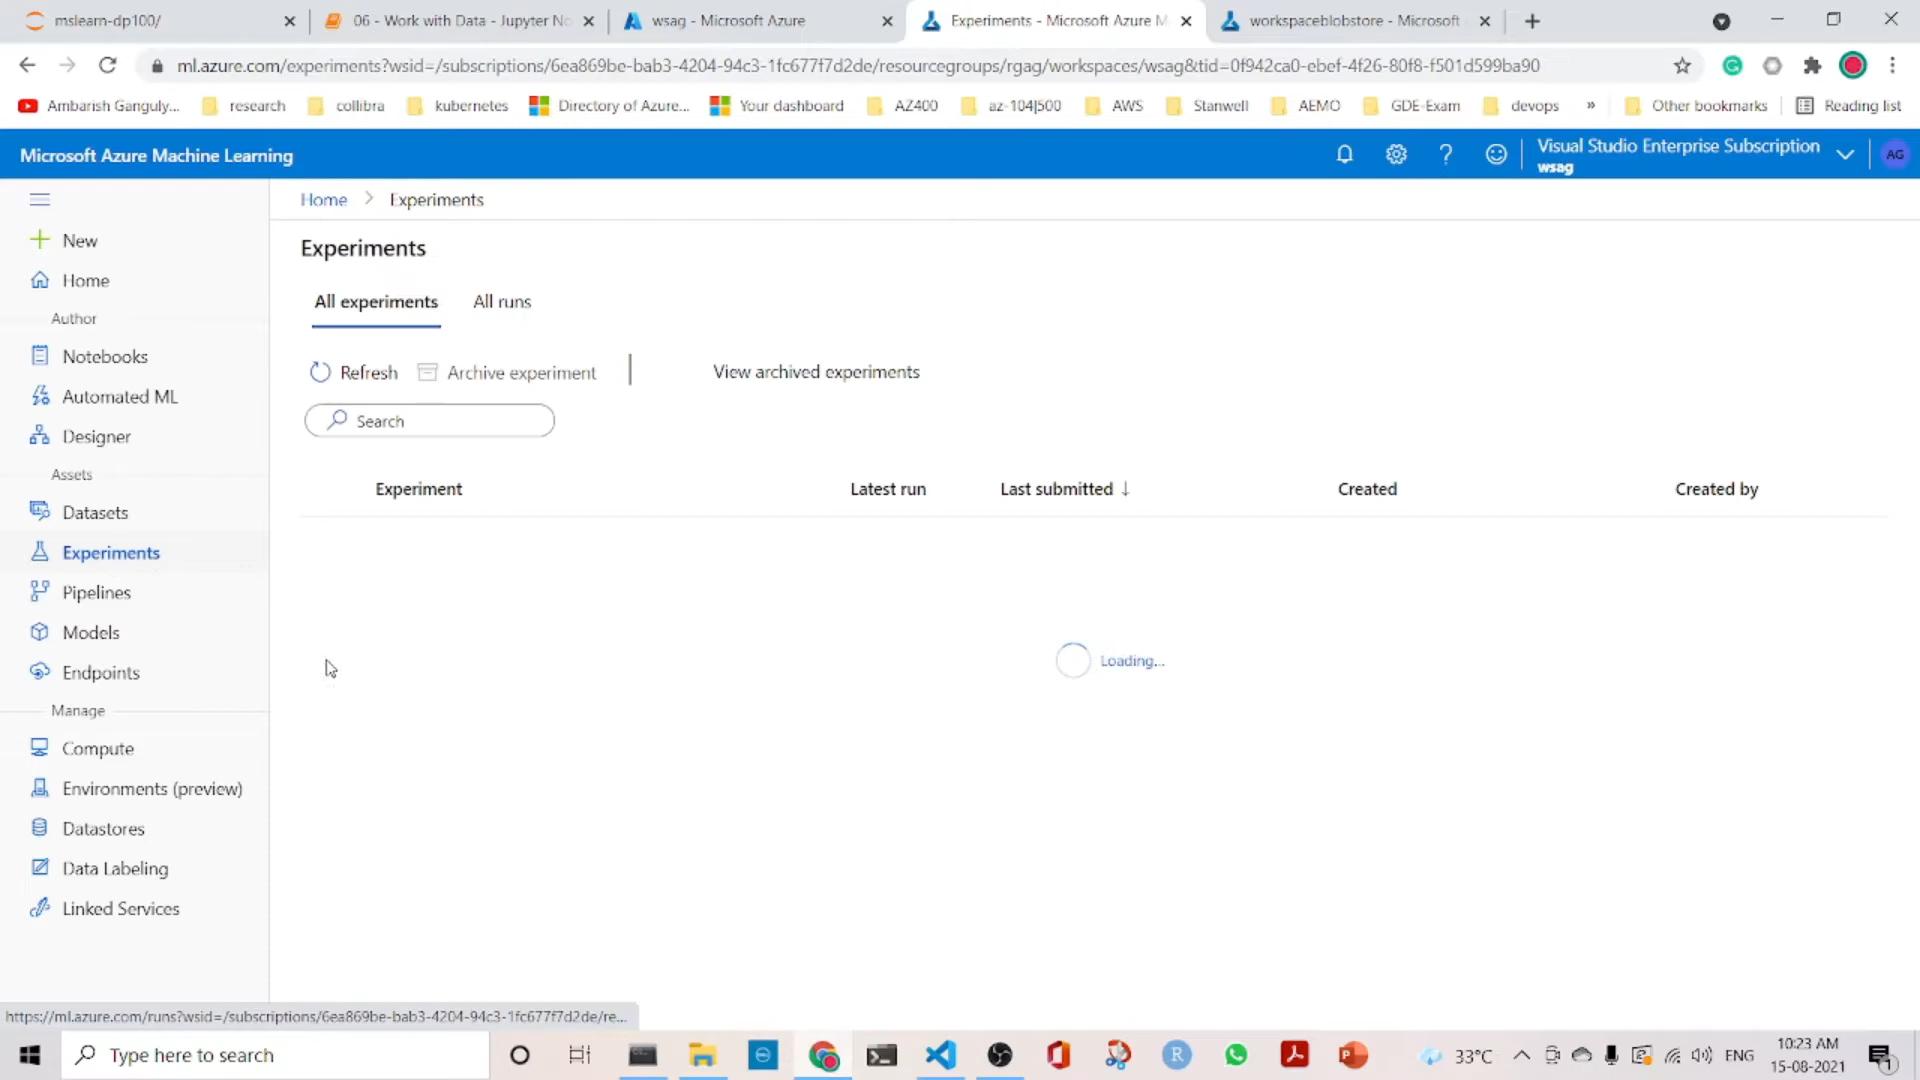 mslearn-dp100/
06 - Work with Data - Jupyter No
wsag - Microsoft Azure
Experiments - Microsoft Azure M
workspaceblobstore - Microsoft
ml.azure.com/experiments?wsid=/subscriptions/6ea869be-bab3-4204-94c3-1fc677f7d2de/resourcegroups/rgag/workspaces/wsag&tid=0f942ca0-ebef-4f26-80f8-f501d599ba90
Ambarish Ganguly...
research
collibra
kubernetes
Directory of Azure...
Your dashboard
AZ400
az-104|500
AWS
Stanwell
AEMO
GDE-Exam
devops
»
Other bookmarks
Reading list
Microsoft Azure Machine Learning
Visual Studio Enterprise Subscription
wsag
AG
Home > Experiments
New
Home
Author
Notebooks
Automated ML
Designer
Assets
Datasets
Experiments
Pipelines
Models
Endpoints
Manage
Compute
Environments (preview)
Datastores
Data Labeling
Linked Services
Experiments
All experiments
All runs
Refresh
Archive experiment
View archived experiments
Search
Experiment
Latest run
Last submitted ↓
Created
Created by
Loading...
https://ml.azure.com/runs?wsid=/subscriptions/6ea869be-bab3-4204-94c3-1fc677f7d2de/re...
Type here to search
33°C
ENG
10:23 AM
15-08-2021
1